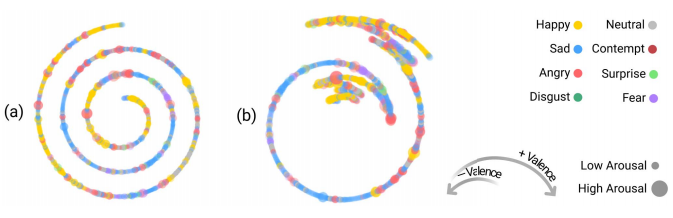 (a)
(b)
Happy Neutral
Sad Contempt
Angry Surprise
Disgust Fear
−Valence
+Valence
Low Arousal
High Arousal